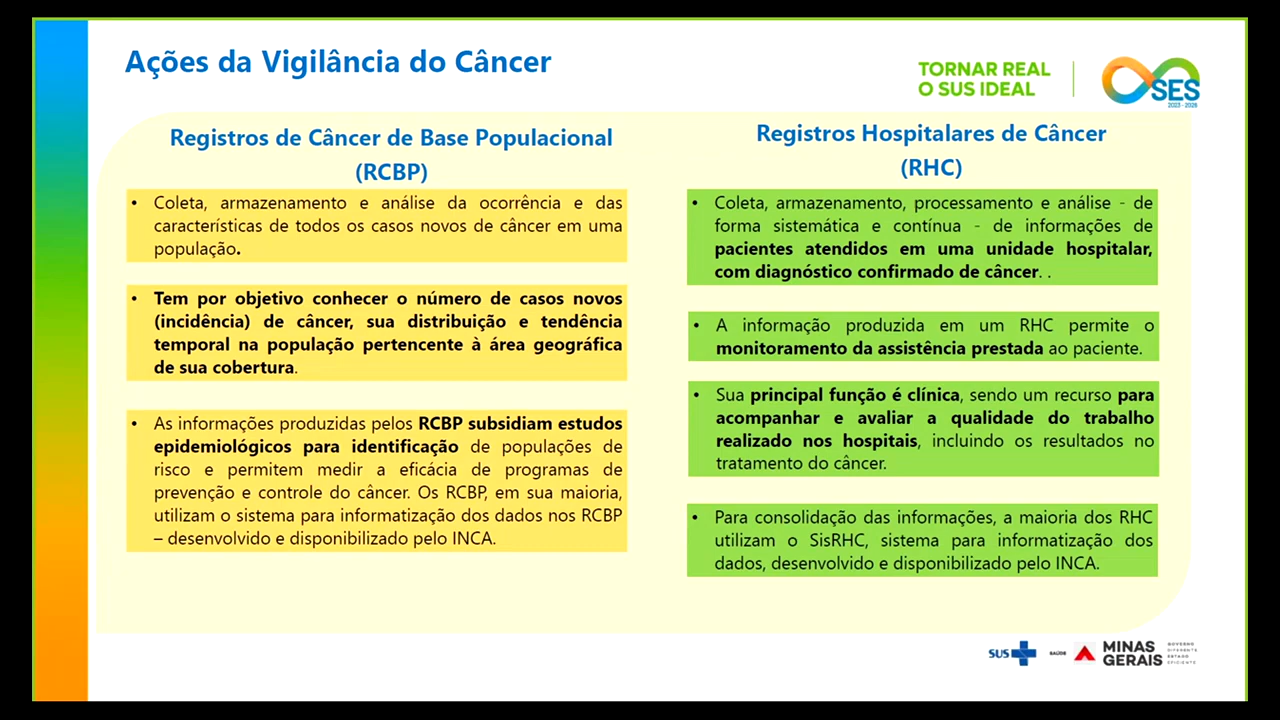 Ações da Vigilância do Câncer
TORNAR REAL
O SUS IDEAL
SES
2023 - 2026
Registros de Câncer de Base Populacional
(RCBP)
• Coleta, armazenamento e análise da ocorrência e das
características de todos os casos novos de câncer em uma
população.
• Tem por objetivo conhecer o número de casos novos
(incidência) de câncer, sua distribuição e tendência
temporal na população pertencente à área geográfica
de sua cobertura.
• As informações produzidas pelos RCBP subsidiam estudos
epidemiológicos para identificação de populações de
risco e permitem medir a eficácia de programas de
prevenção e controle do câncer. Os RCBP, em sua maioria,
utilizam o sistema para informatização dos dados nos RCBP
– desenvolvido e disponibilizado pelo INCA.
Registros Hospitalares de Câncer
(RHC)
• Coleta, armazenamento, processamento e análise - de
forma sistemática e contínua - de informações de
pacientes atendidos em uma unidade hospitalar,
com diagnóstico confirmado de câncer. .
• A informação produzida em um RHC permite o
monitoramento da assistência prestada ao paciente.
• Sua principal função é clínica, sendo um recurso para
acompanhar e avaliar a qualidade do trabalho
realizado nos hospitais, incluindo os resultados no
tratamento do câncer.
• Para consolidação das informações, a maioria dos RHC
utilizam o SisRHC, sistema para informatização dos
dados, desenvolvido e disponibilizado pelo INCA.
SUS
SAÚDE
MINAS
GERAIS
GOVERNO
DIFERENTE
ESTADO
EFICIENTE